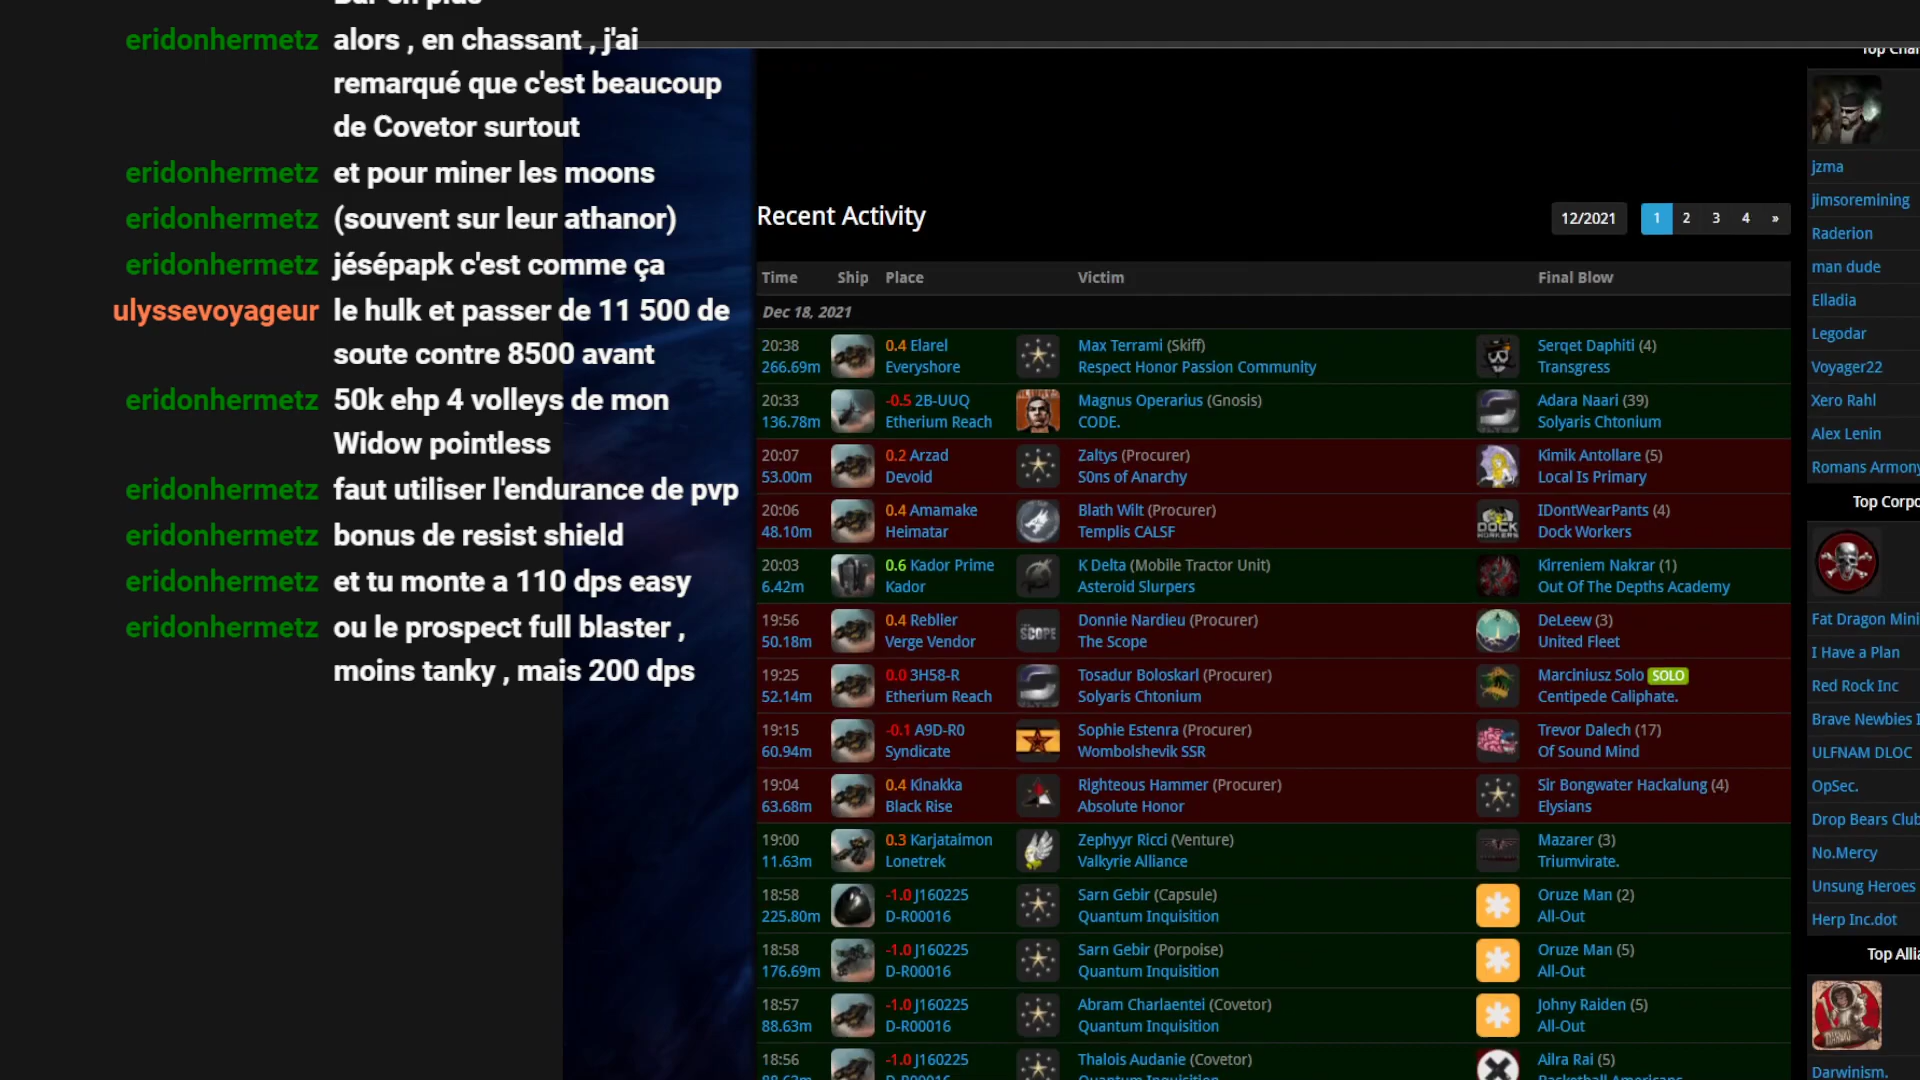 eridonhermetz alors , en chassant , j'ai
remarqué que c'est beaucoup
de Covetor surtout
eridonhermetz et pour miner les moons
eridonhermetz (souvent sur leur athanor)
eridonhermetz jésépapk c'est comme ça
ulyssevoyageur le hulk et passer de 11 500 de
soute contre 8500 avant
eridonhermetz 50k ehp 4 volleys de mon
Widow pointless
eridonhermetz faut utiliser l'endurance de pvp
eridonhermetz bonus de resist shield
eridonhermetz et tu monte a 110 dps easy
eridonhermetz ou le prospect full blaster ,
moins tanky , mais 200 dps
Recent Activity
12/2021 1 2 3 4 »
Time Ship Place Victim Final Blow
Dec 18, 2021
20:38 0.4 Elarel Max Terrami (Skiff) Serqet Daphiti (4)
266.69m Everyshore Respect Honor Passion Community Transgress
20:33 -0.5 2B-UUQ Magnus Operarius (Gnosis) Adara Naari (39)
136.78m Etherium Reach CODE. Solyaris Chtonium
20:07 0.2 Arzad Zaltys (Procurer) Kimik Antollare (5)
53.00m Devoid S0ns of Anarchy Local Is Primary
20:06 0.4 Amamake Blath Wilt (Procurer) IDontWearPants (4)
48.10m Heimatar Templis CALSF DOCK WORKERS Dock Workers
20:03 0.6 Kador Prime K Delta (Mobile Tractor Unit) Kirreniem Nakrar (1)
6.42m Kador Asteroid Slurpers Out Of The Depths Academy
19:56 0.4 Reblier Donnie Nardieu (Procurer) DeLeew (3)
50.18m Verge Vendor SCOPE The Scope United Fleet
19:25 0.0 3H58-R Tosadur Boloskarl (Procurer) Marciniusz Solo SOLO
52.14m Etherium Reach Solyaris Chtonium Centipede Caliphate.
19:15 -0.1 A9D-R0 Sophie Estenra (Procurer) Trevor Dalech (17)
60.94m Syndicate Wombolshevik SSR Of Sound Mind
19:04 0.4 Kinakka Righteous Hammer (Procurer) Sir Bongwater Hackalung (4)
63.68m Black Rise Absolute Honor Elysians
19:00 0.3 Karjataimon Zephyyr Ricci (Venture) Mazarer (3)
11.63m Lonetrek Valkyrie Alliance Triumvirate.
18:58 -1.0 J160225 Sarn Gebir (Capsule) Oruze Man (2)
225.80m D-R00016 Quantum Inquisition All-Out
18:58 -1.0 J160225 Sarn Gebir (Porpoise) Oruze Man (5)
176.69m D-R00016 Quantum Inquisition All-Out
18:57 -1.0 J160225 Abram Charlaentei (Covetor) Johny Raiden (5)
88.63m D-R00016 Quantum Inquisition All-Out
18:56 -1.0 J160225 Thalois Audanie (Covetor) Ailra Rai (5)
jzma
jimsoremining
Raderion
man dude
Elladia
Legodar
Voyager22
Xero Rahl
Alex Lenin
Romans Armony
Top Corpo
Fat Dragon Mini
I Have a Plan
Red Rock Inc
Brave Newbies I
ULFNAM DLOC
OpSec.
Drop Bears Club
No.Mercy
Unsung Heroes
Herp Inc.dot
Top Allia
Darwinism.